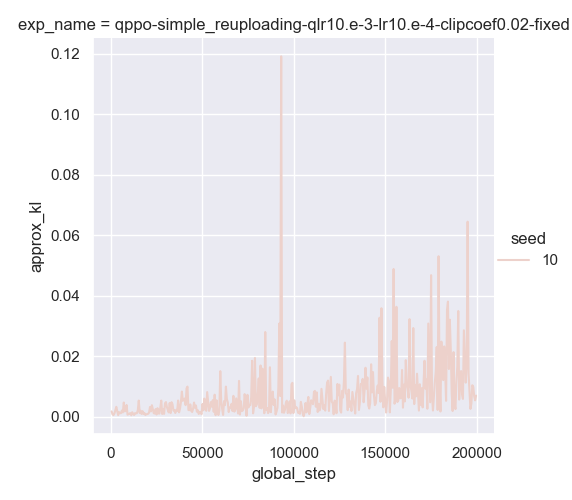 exp_name = qppo-simple_reuploading-qlr10.e-3-lr10.e-4-clipcoef0.02-fixed
0.12
0.10
0.08
0.06
0.04
0.02
0.00
approx_kl
0 50000 100000 150000 200000
global_step
seed
10